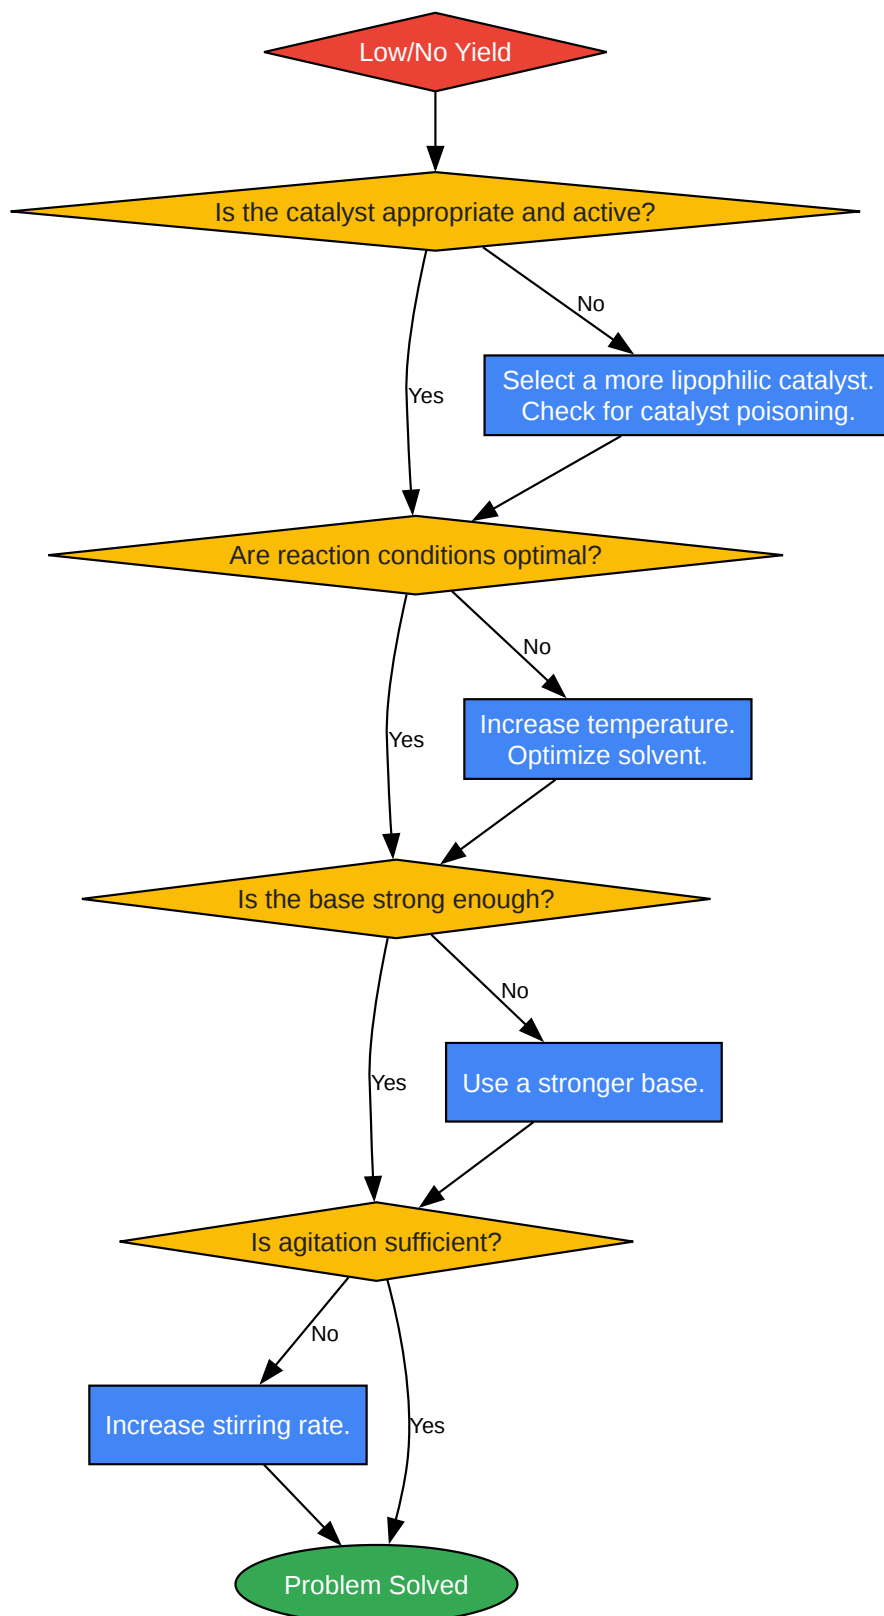 Low/No Yield
Is the catalyst appropriate and active?
No
Select a more lipophilic catalyst.
Check for catalyst poisoning.
Yes
Are reaction conditions optimal?
No
Increase temperature.
Optimize solvent.
Yes
Is the base strong enough?
No
Use a stronger base.
Yes
Is agitation sufficient?
No
Increase stirring rate.
Yes
Problem Solved